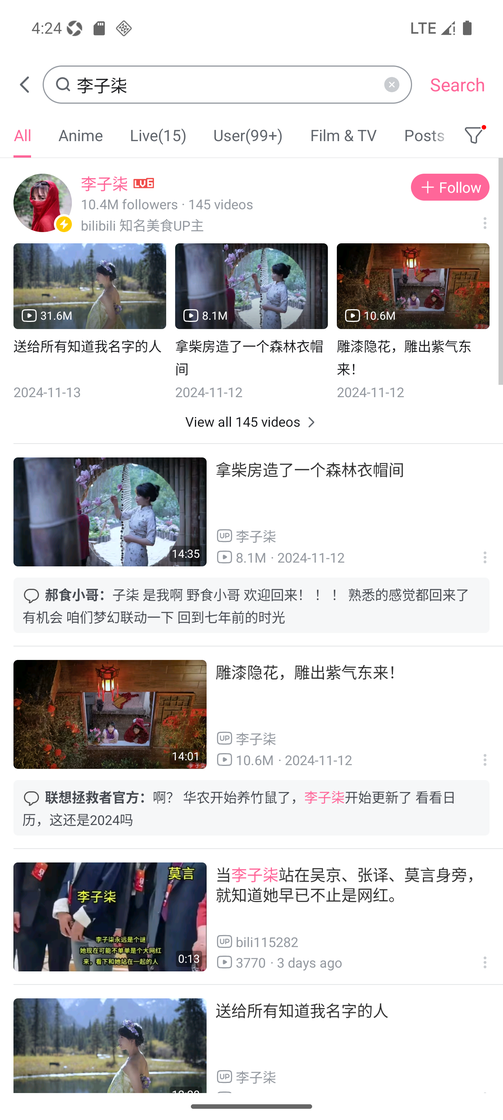 4:24
LTE
李子柒
Search
All
Anime
Live(15)
User(99+)
Film & TV
Posts
李子柒 LV6
10.4M followers · 145 videos
bilibili 知名美食UP主
Follow
31.6M
8.1M
10.6M
送给所有知道我名字的人
拿柴房造了一个森林衣帽
间
雕漆隐花，雕出紫气东
来！
2024-11-13
2024-11-12
2024-11-12
View all 145 videos
14:35
拿柴房造了一个森林衣帽间
UP 李子柒
8.1M · 2024-11-12
郝食小哥：子柒 是我啊 野食小哥 欢迎回来！ ！ ！ 熟悉的感觉都回来了
有机会 咱们梦幻联动一下 回到七年前的时光
14:01
雕漆隐花，雕出紫气东来！
UP 李子柒
10.6M · 2024-11-12
联想拯救者官方：啊？ 华农开始养竹鼠了，李子柒开始更新了 看看日
历，这还是2024吗
莫言
李子柒
李子柒永远是个谜
她现在可能不单单是个大网红
来，看下和她站在一起的人
0:13
当李子柒站在吴京、张译、莫言身旁，
就知道她早已不止是网红。
UP bili115282
3770 · 3 days ago
送给所有知道我名字的人
UP 李子柒